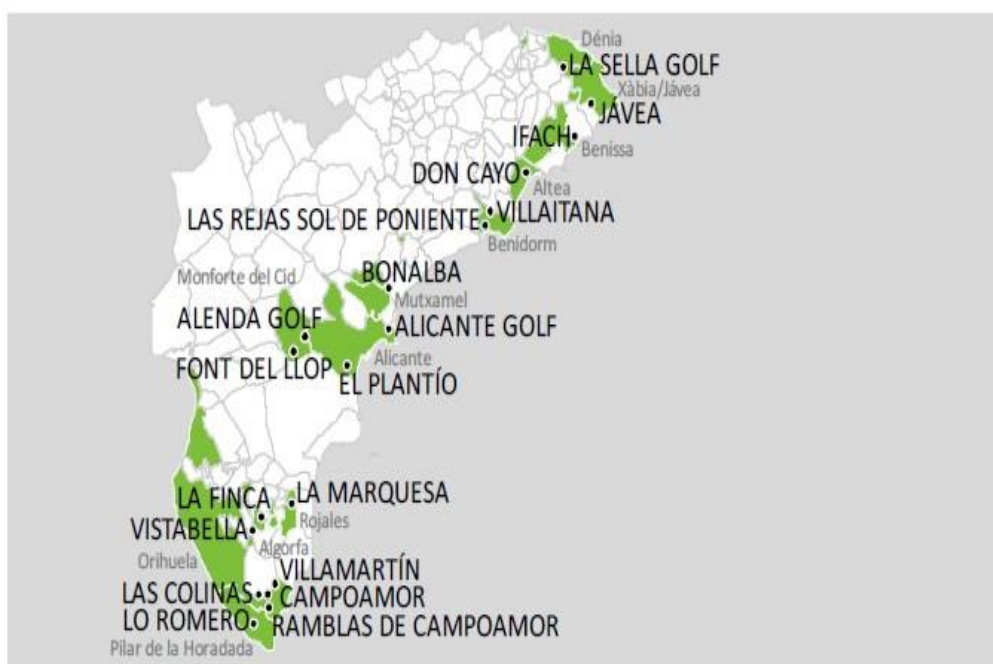 Dénia
LA SELLA GOLF
Xàbia/Jávea
JÁVEA
IFACH
Benissa
DON CAYO
Altea
VILLAITANA
LAS REJAS SOL DE PONIENTE
Benidorm
BONALBA
Monforte del Cid
Mutxamel
ALENDA GOLF
ALICANTE GOLF
Alicante
FONT DEL LLOP
EL PLANTÍO
LA MARQUESA
LA FINCA
Rojales
VISTABELLA
Algorfa
Orihuela
VILLAMARTÍN
LAS COLINAS
CAMPOAMOR
LO ROMERO
RAMBLAS DE CAMPOAMOR
Pilar de la Horadada